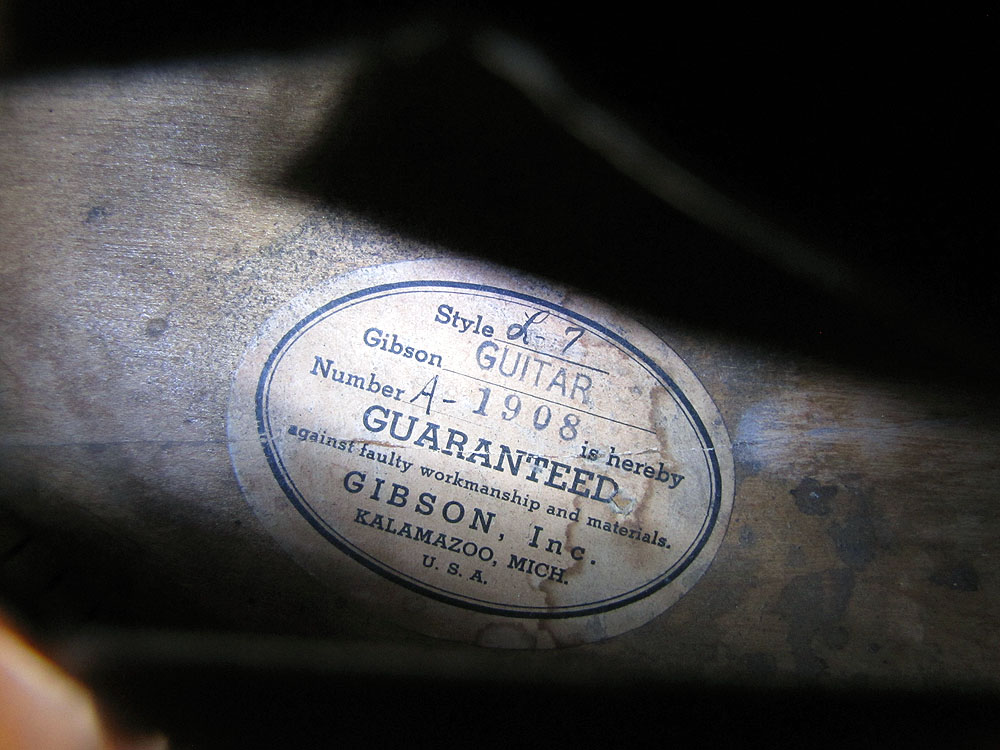 Style L-7
Gibson GUITAR
Number A-1908 is hereby
GUARANTEED
against faulty workmanship and materials.
GIBSON, Inc.
KALAMAZOO, MICH.
U. S. A.